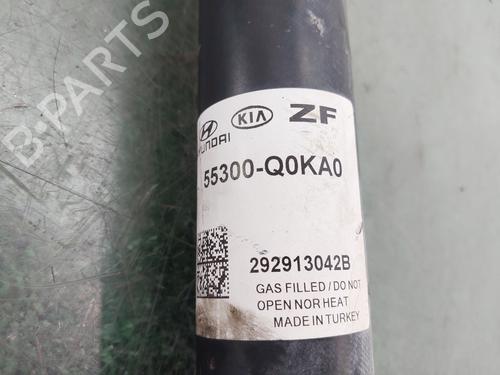 HYUNDAI KIA ZF
55300-Q0KA0
292913042B
GAS FILLED / DO NOT
OPEN NOR HEAT
MADE IN TURKEY
B-PARTS